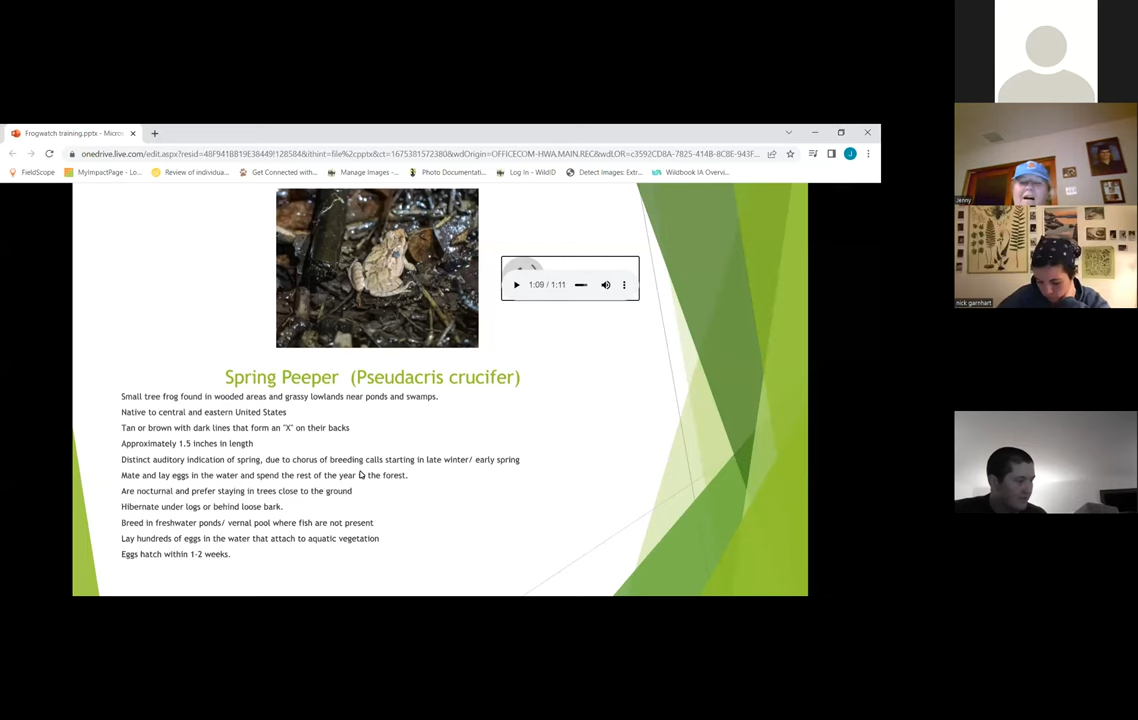 Frogwatch training.pptx - Micros
onedrive.live.com/edit.aspx?resid=48F941BB19E38449!128584&ithint=file%2cpptx&ct=1675381572380&wdOrigin=OFFICECOM-HWA.MAIN.REC&wdLOR=c3592CD8A-7825-414B-8C8E-943F...
FieldScope
MyImpactPage - Lo...
Review of individua...
Get Connected with...
Manage Images -...
Photo Documentati...
Log In - WildID
Detect Images: Extr...
Wildbook IA Overvi...
J
Jenny
1:09 / 1:11
nick garnhart
Spring Peeper (Pseudacris crucifer)
Small tree frog found in wooded areas and grassy lowlands near ponds and swamps.
Native to central and eastern United States
Tan or brown with dark lines that form an "X" on their backs
Approximately 1.5 inches in length
Distinct auditory indication of spring, due to chorus of breeding calls starting in late winter/ early spring
Mate and lay eggs in the water and spend the rest of the year the forest.
Are nocturnal and prefer staying in trees close to the ground
Hibernate under logs or behind loose bark.
Breed in freshwater ponds/ vernal pool where fish are not present
Lay hundreds of eggs in the water that attach to aquatic vegetation
Eggs hatch within 1-2 weeks.